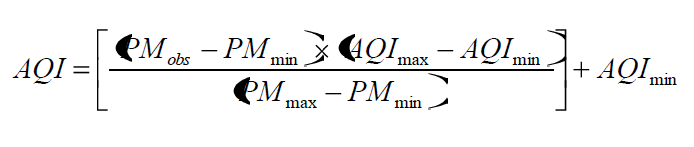 AQI = [ ((PM_obs − PM_min) × (AQI_max − AQI_min)) / (PM_max − PM_min) ] + AQI_min